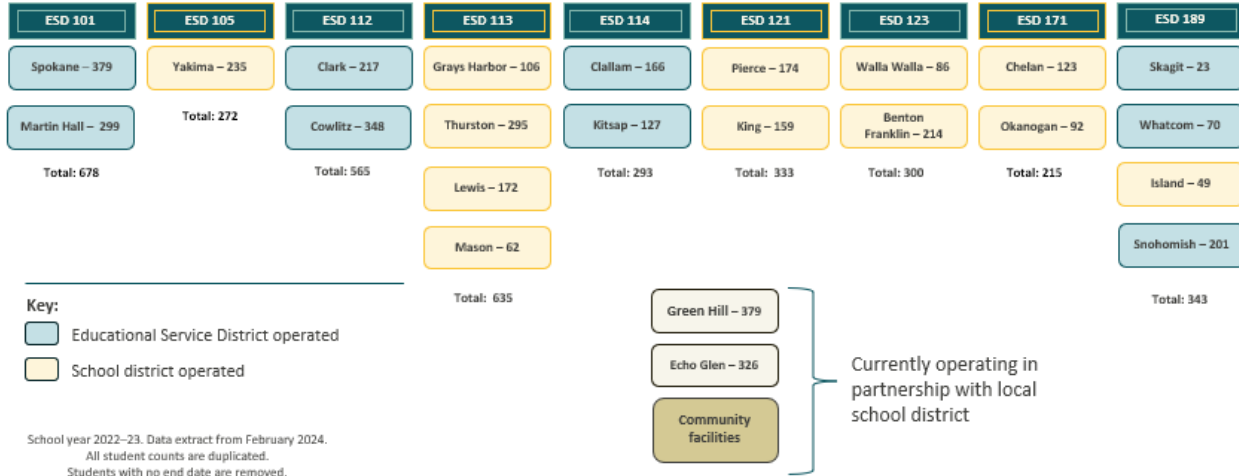 ESD 101
ESD 105
ESD 112
ESD 113
ESD 114
ESD 121
ESD 123
ESD 171
ESD 189
Spokane – 379
Yakima – 235
Clark – 217
Grays Harbor – 106
Clallam – 166
Pierce – 174
Walla Walla – 86
Chelan – 123
Skagit – 23
Martin Hall – 299
Total: 272
Cowlitz – 348
Thurston – 295
Kitsap – 127
King – 159
Benton
Franklin – 214
Okanogan – 92
Whatcom – 70
Total: 678
Total: 565
Lewis – 172
Total: 293
Total: 333
Total: 300
Total: 215
Island – 49
Mason – 62
Snohomish – 201
Total: 635
Total: 343
Key:
Educational Service District operated
School district operated
Green Hill – 379
Echo Glen – 326
Community
facilities
Currently operating in
partnership with local
school district
School year 2022–23. Data extract from February 2024.
All student counts are duplicated.
Students with no end date are removed.